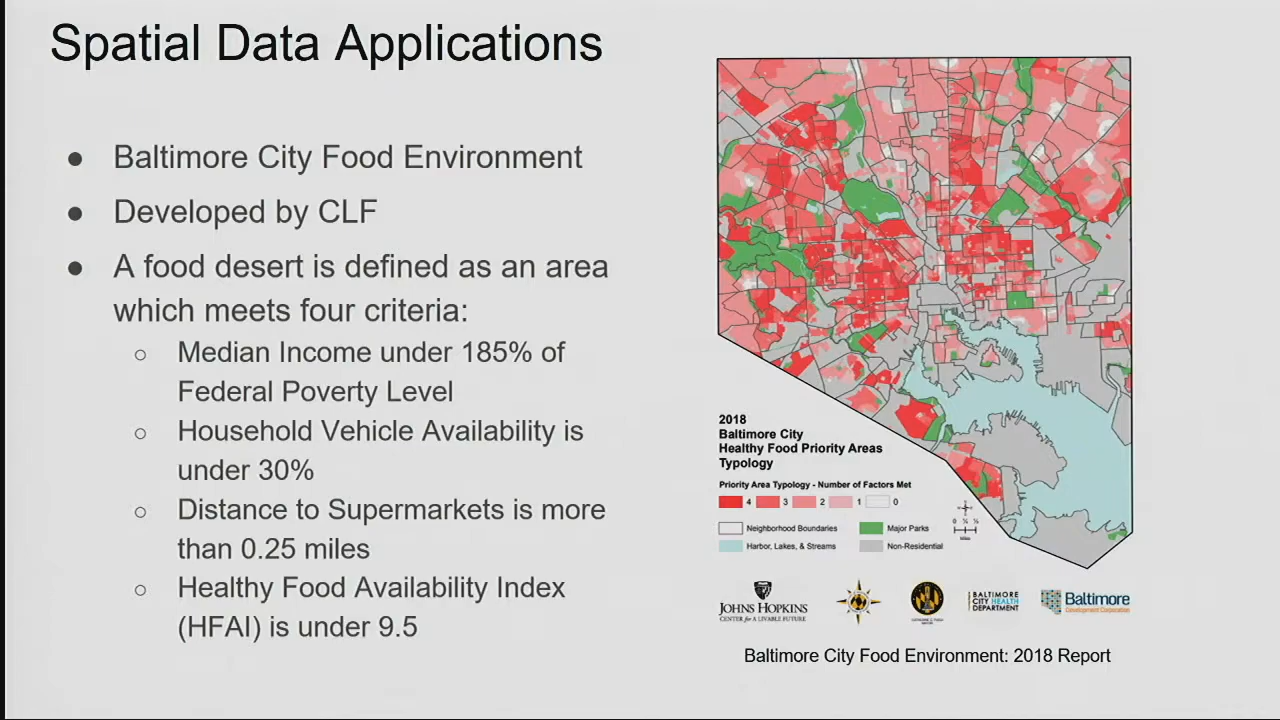 Spatial Data Applications
● Baltimore City Food Environment
● Developed by CLF
● A food desert is defined as an area
which meets four criteria:
○ Median Income under 185% of
Federal Poverty Level
○ Household Vehicle Availability is
under 30%
○ Distance to Supermarkets is more
than 0.25 miles
○ Healthy Food Availability Index
(HFAI) is under 9.5
2018
Baltimore City
Healthy Food Priority Areas
Typology
Priority Area Typology - Number of Factors Met
4 3 2 1 0
Neighborhood Boundaries
Major Parks
Harbor, Lakes, & Streams
Non-Residential
Miles
JOHNS HOPKINS
CENTER for A LIVABLE FUTURE
BALTIMORE
CITY HEALTH
DEPARTMENT
Baltimore
Development Corporation
Baltimore City Food Environment: 2018 Report